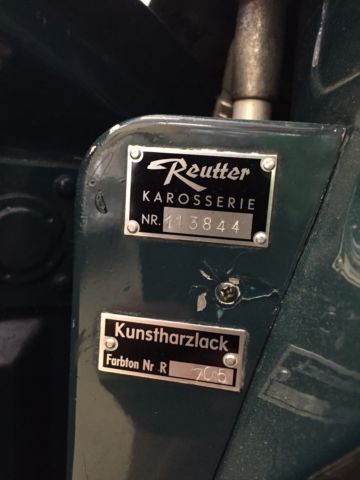 Reutter
KAROSSERIE
NR. 113844
Kunstharzlack
Farbton Nr. R 705